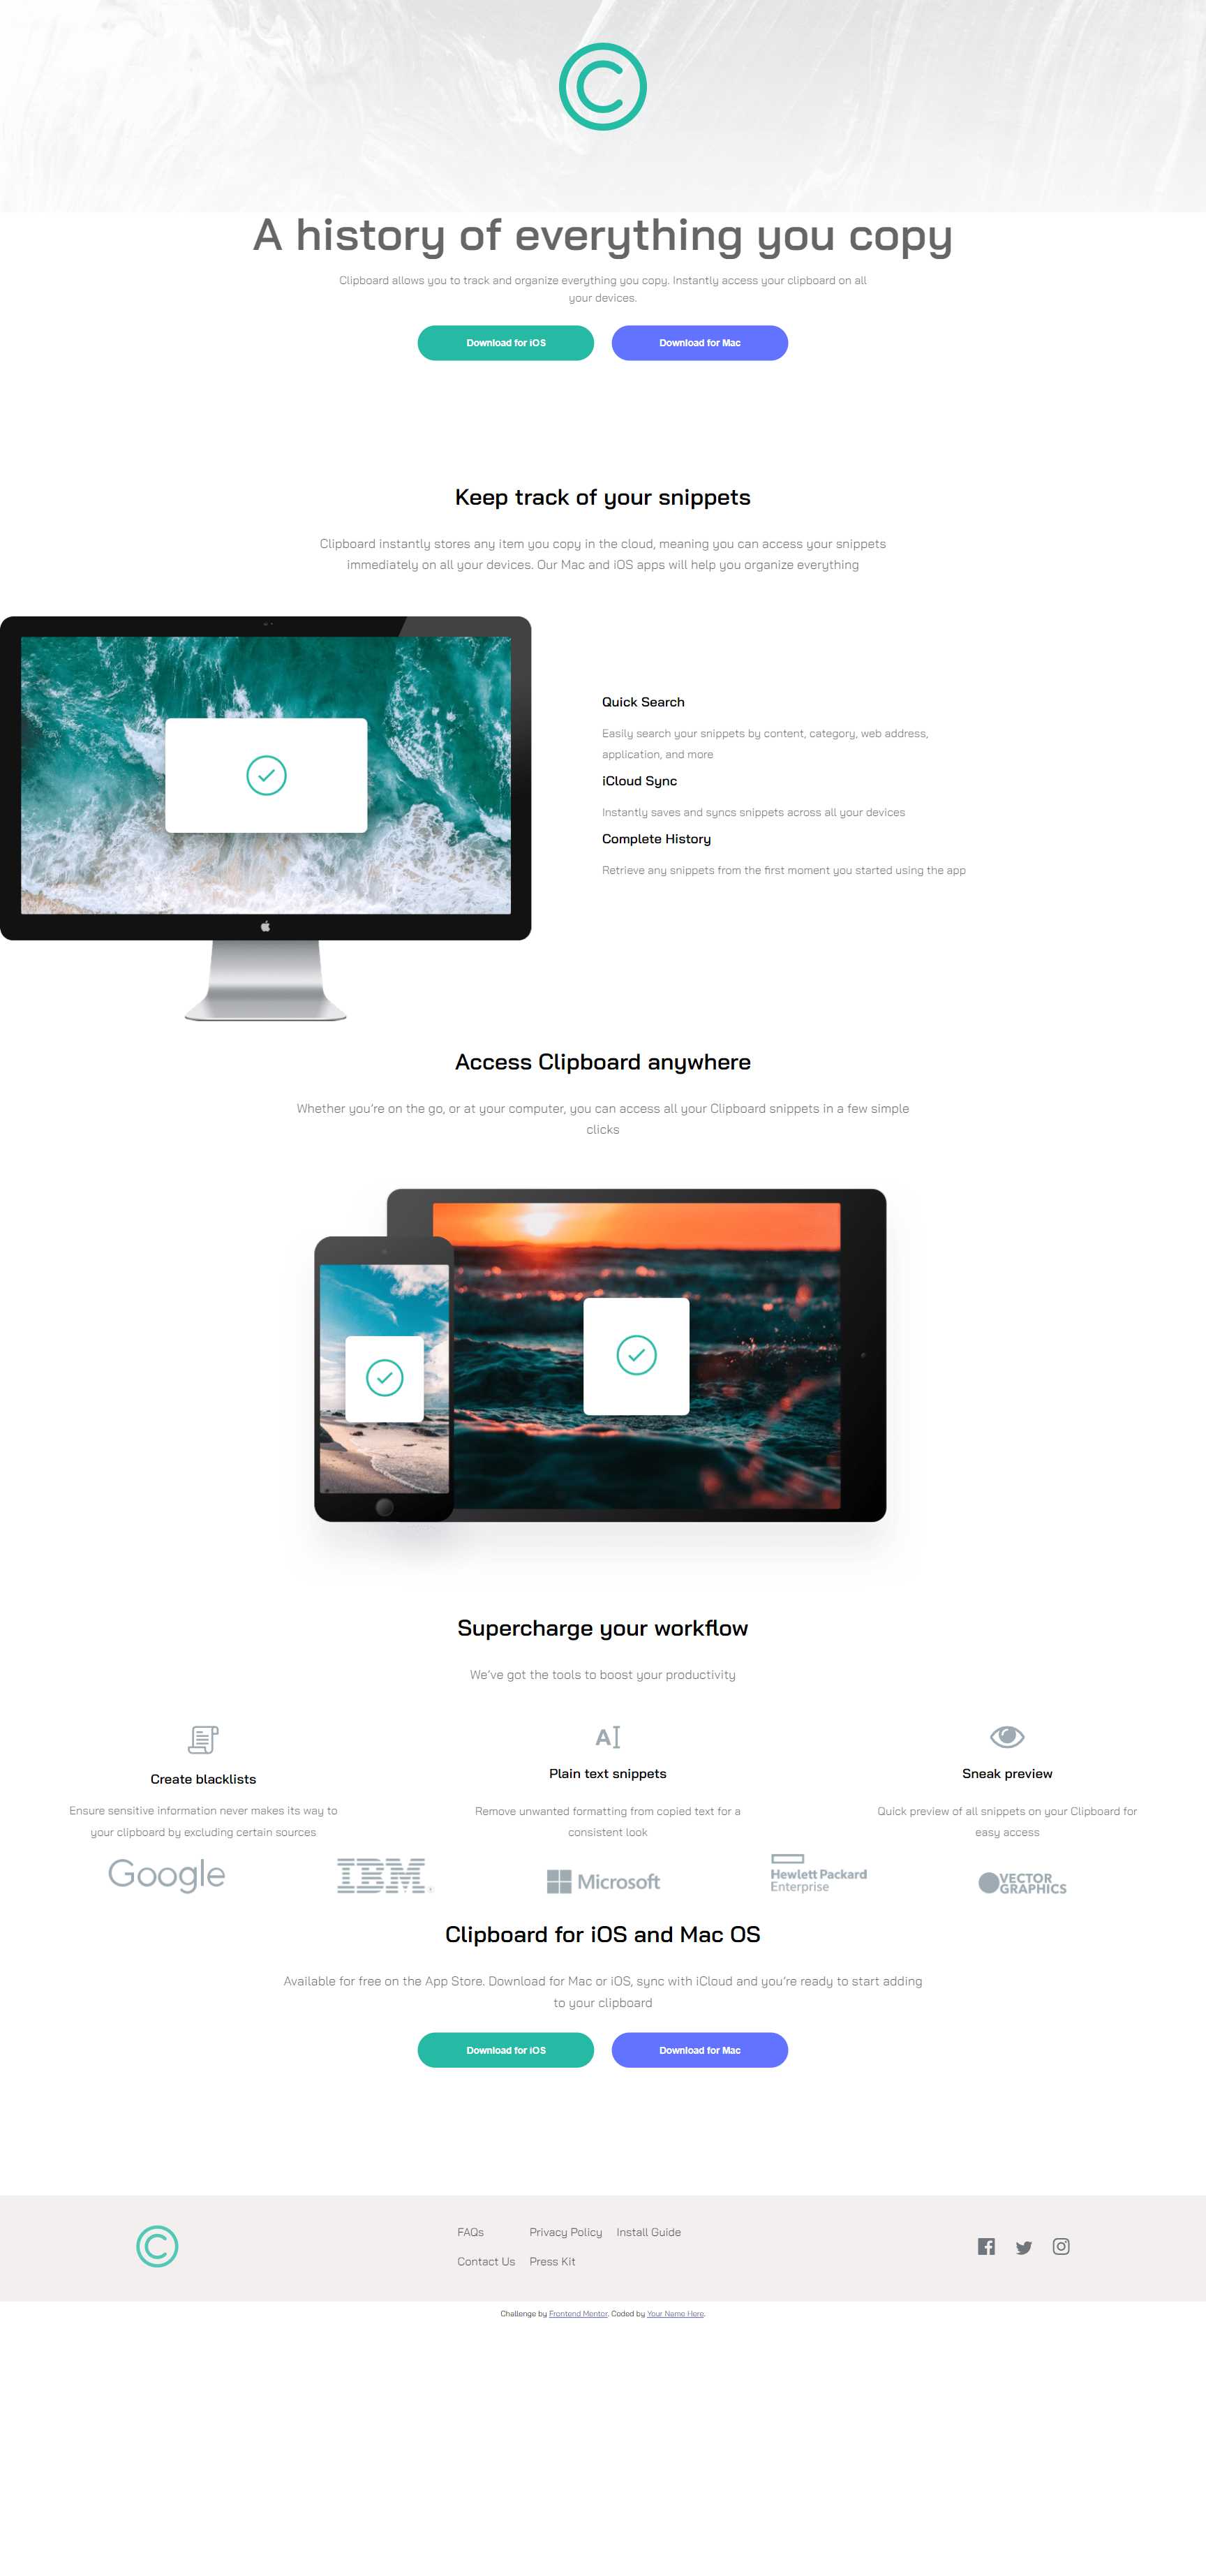 A history of everything you copy
Clipboard allows you to track and organize everything you copy. Instantly access your clipboard on all
your devices.
Download for iOS
Download for Mac
Keep track of your snippets
Clipboard instantly stores any item you copy in the cloud, meaning you can access your snippets
immediately on all your devices. Our Mac and iOS apps will help you organize everything
Quick Search
Easily search your snippets by content, category, web address,
application, and more
iCloud Sync
Instantly saves and syncs snippets across all your devices
Complete History
Retrieve any snippets from the first moment you started using the app
Access Clipboard anywhere
Whether you’re on the go, or at your computer, you can access all your Clipboard snippets in a few simple
clicks
Supercharge your workflow
We’ve got the tools to boost your productivity
Create blacklists
Ensure sensitive information never makes its way to
your clipboard by excluding certain sources
Plain text snippets
Remove unwanted formatting from copied text for a
consistent look
Sneak preview
Quick preview of all snippets on your Clipboard for
easy access
Google
IBM
Microsoft
Hewlett Packard
Enterprise
VECTOR
GRAPHICS
Clipboard for iOS and Mac OS
Available for free on the App Store. Download for Mac or iOS, sync with iCloud and you’re ready to start adding
to your clipboard
Download for iOS
Download for Mac
FAQs
Privacy Policy
Install Guide
Contact Us
Press Kit
Challenge by Frontend Mentor. Coded by Your Name Here.